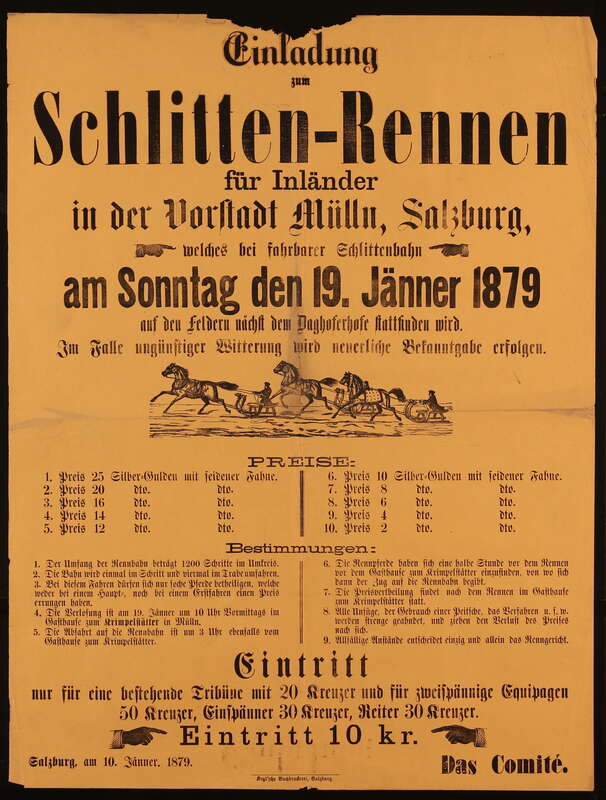 Einladung
zum
Schlitten-Rennen
für Inländer
in der Vorstadt Mülln, Salzburg,
welches bei fahrbarer Schlittenbahn
am Sonntag den 19. Jänner 1879
auf den Feldern nächst dem Daghoferhofe stattfinden wird.
Im Falle ungünstiger Witterung wird neuerliche Bekanntgabe erfolgen.
PREISE:
1. Preis 25 Silber-Gulden mit seidener Fahne.
2. Preis 20 dto. dto.
3. Preis 16 dto. dto.
4. Preis 14 dto. dto.
5. Preis 12 dto. dto.
6. Preis 10 Silber-Gulden mit seidener Fahne.
7. Preis 8 dto. dto.
8. Preis 6 dto. dto.
9. Preis 4 dto. dto.
10. Preis 2 dto. dto.
Bestimmungen:
1. Der Umfang der Rennbahn beträgt 1200 Schritte im Umkreis.
2. Die Bahn wird einmal im Schritt und viermal im Trabe umfahren.
3. Bei diesem Fahren dürfen sich nur solche Pferde betheiligen, welche
weder bei einem Haupt-, noch bei einem Erstfahren einen Preis
errungen haben.
4. Die Verlosung ist am 19. Jänner um 10 Uhr Vormittags im
Gasthause zum Krimpelstätter in Mülln.
5. Die Abfahrt auf die Rennbahn ist um 3 Uhr ebenfalls vom
Gasthause zum Krimpelstätter.
6. Die Rennpferde haben sich eine halbe Stunde vor dem Rennen
vor dem Gasthause zum Krimpelstätter einzufinden, von wo sich
dann der Zug auf die Rennbahn begibt.
7. Die Preisvertheilung findet nach dem Rennen im Gasthause
zum Krimpelstätter statt.
8. Alle Unfüge, der Gebrauch einer Peitsche, das Verfahren u. s. w.
werden strenge geahndet, und ziehen den Verlust des Preises
nach sich.
9. Allfällige Anstände entscheidet einzig und allein das Renngericht.
Eintritt
nur für eine bestehende Tribüne mit 20 Kreuzer und für zweispännige Equipagen
50 Kreuzer, Einspänner 30 Kreuzer, Reiter 30 Kreuzer.
Eintritt 10 kr.
Salzburg, am 10. Jänner. 1879.
Das Comité.
Buchdruckerei, Salzburg.